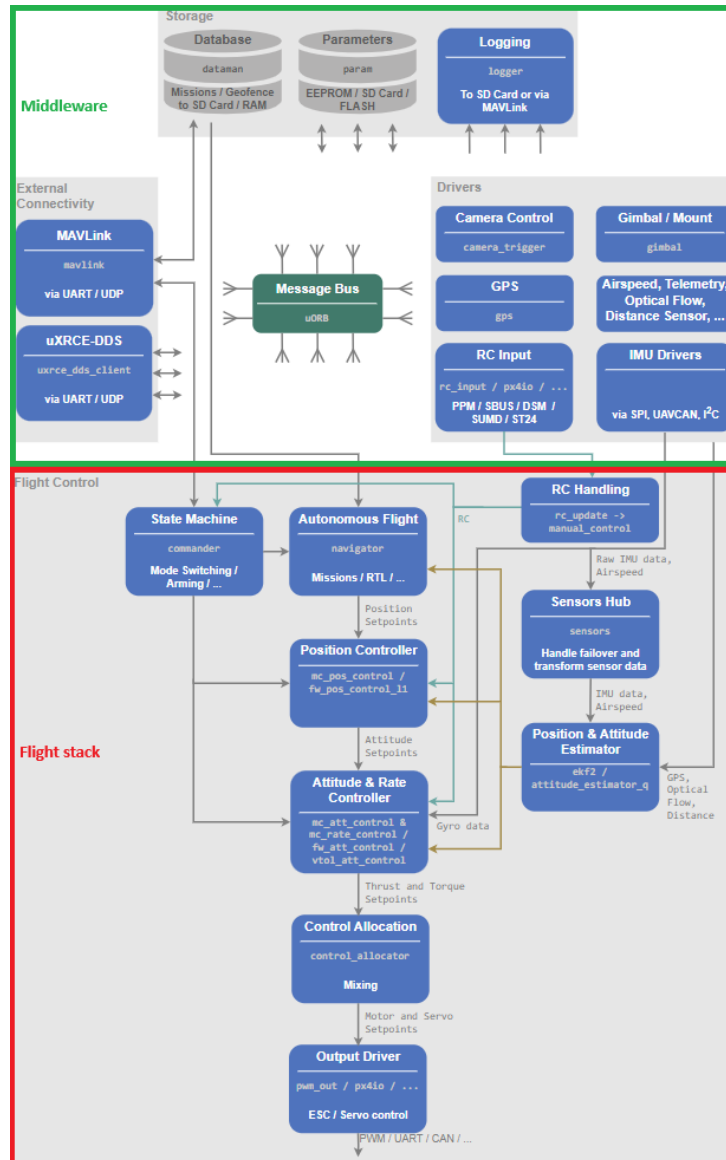 Storage
Database
dataman
Missions / Geofence
to SD Card / RAM
Parameters
param
EEPROM / SD Card /
FLASH
Logging
logger
To SD Card or via
MAVLink
Middleware
External
Connectivity
MAVLink
mavlink
via UART / UDP
uXRCE-DDS
uxrce_dds_client
via UART / UDP
Message Bus
uORB
Drivers
Camera Control
camera_trigger
Gimbal / Mount
gimbal
GPS
gps
Airspeed, Telemetry,
Optical Flow,
Distance Sensor, ...
RC Input
rc_input / px4io / ...
PPM / SBUS / DSM /
SUMD / ST24
IMU Drivers
via SPI, UAVCAN, I²C
Flight Control
State Machine
commander
Mode Switching /
Arming / ...
Autonomous Flight
navigator
Missions / RTL / ...
RC
RC Handling
rc_update ->
manual_control
Raw IMU data,
Airspeed
Position
Setpoints
Sensors Hub
sensors
Handle failover and
transform sensor data
Position Controller
mc_pos_control /
fw_pos_control_l1
IMU data,
Airspeed
Flight stack
Attitude
Setpoints
Position & Attitude
Estimator
ekf2 /
attitude_estimator_q
GPS,
Optical
Flow,
Distance
Attitude & Rate
Controller
mc_att_control &
mc_rate_control /
fw_att_control /
vtol_att_control
Gyro data
Thrust and Torque
Setpoints
Control Allocation
control_allocator
Mixing
Motor and Servo
Setpoints
Output Driver
pwm_out / px4io / ...
ESC / Servo control
PWM / UART / CAN / ...